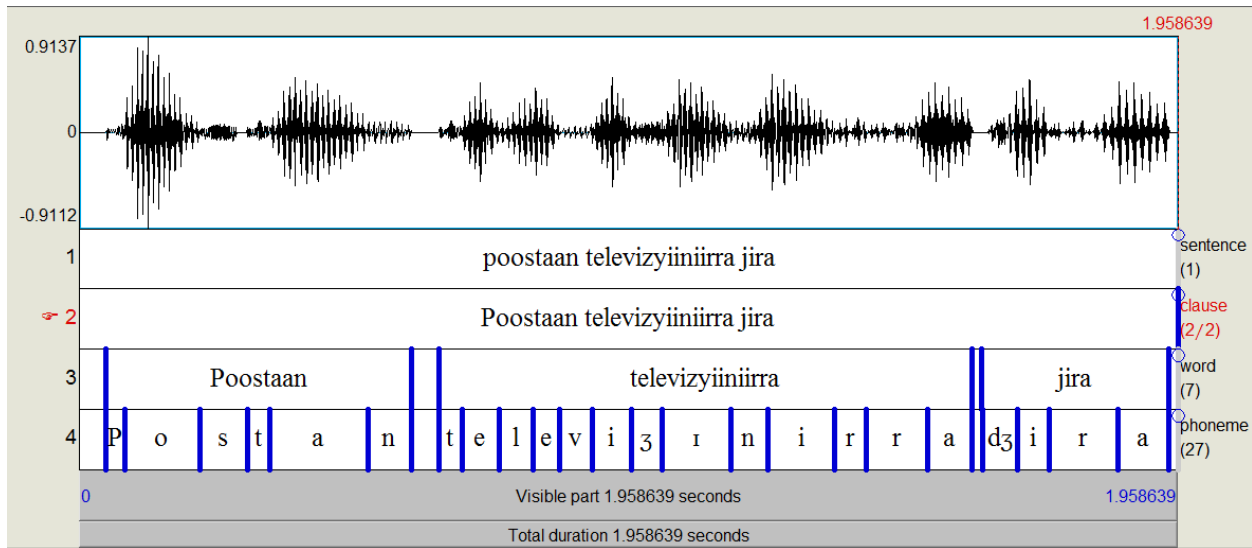 1.958639
0.9137
0
-0.9112
1 poostaan televizyiiniirra jira sentence (1)
2 Poostaan televizyiiniirra jira clause (2/2)
3 Poostaan televizyiiniirra jira word (7)
4 P o s t a n t e l e v i ʒ ɪ n i r r a dʒ i r a phoneme (27)
0 Visible part 1.958639 seconds 1.958639
Total duration 1.958639 seconds